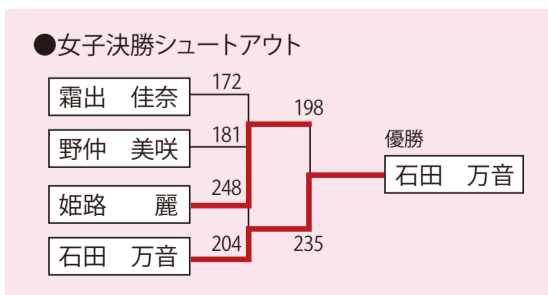 ●女子決勝シュートアウト
霜出 佳奈
172
野仲 美咲
181
姫路 麗
248
石田 万音
204
198
235
優勝
石田 万音